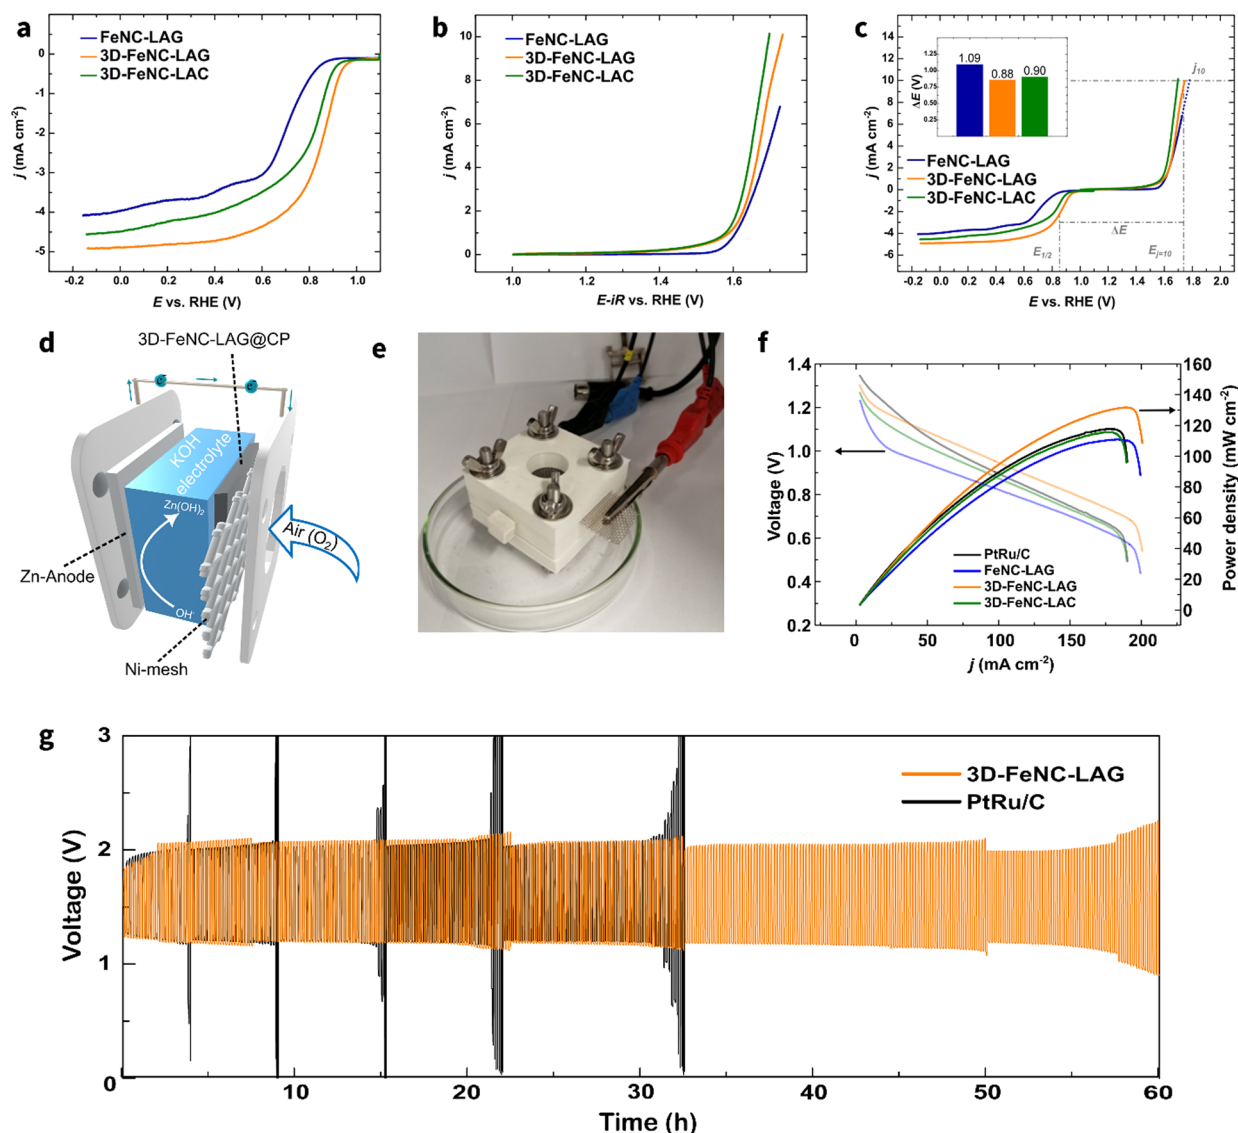 a
FeNC-LAG
3D-FeNC-LAG
3D-FeNC-LAC
0
-1
-2
-3
-4
-5
j (mA cm-2)
-0.2 0.0 0.2 0.4 0.6 0.8 1.0
E vs. RHE (V)
b
FeNC-LAG
3D-FeNC-LAG
3D-FeNC-LAC
10
8
6
4
2
0
j (mA cm-2)
1.0 1.2 1.4 1.6 1.8
E-iR vs. RHE (V)
c
14
12
10
8
6
4
2
0
-2
-4
-6
j (mA cm-2)
1.25
1.00
0.75
0.50
0.25
ΔE (V)
1.09
0.88
0.90
j10
FeNC-LAG
3D-FeNC-LAG
3D-FeNC-LAC
ΔE
E1/2
Ej=10
-0.3 0.0 0.3 0.6 0.9 1.2 1.5 1.8 2.1
E vs. RHE (V)
d
3D-FeNC-LAG@CP
e-
e-
KOH
electrolyte
Zn(OH)2
Air (O2)
Zn-Anode
OH-
Ni-mesh
e
f
1.4
1.2
1.0
0.8
0.6
0.4
0.2
Voltage (V)
160
140
120
100
80
60
40
20
0
Power density (mW cm-2)
PtRu/C
FeNC-LAG
3D-FeNC-LAG
3D-FeNC-LAC
0 50 100 150 200
j (mA cm-2)
g
3
2
1
0
Voltage (V)
3D-FeNC-LAG
PtRu/C
10 20 30 40 50 60
Time (h)